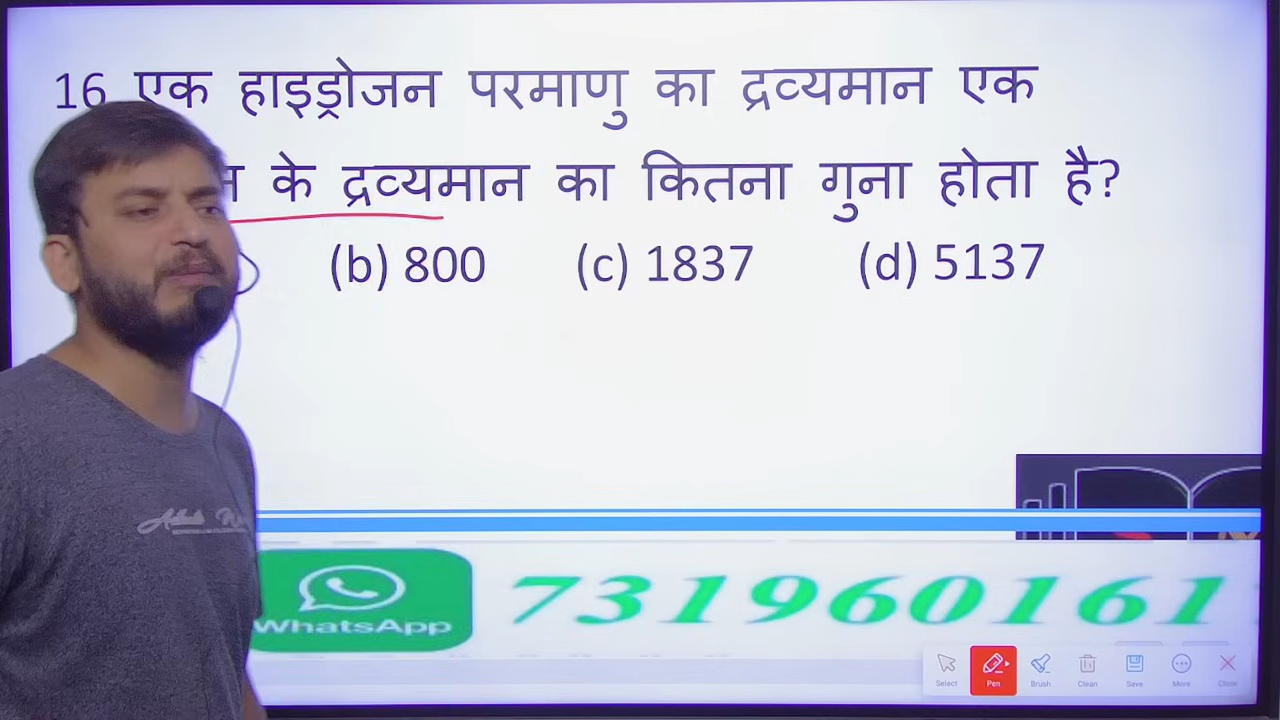 16 एक हाइड्रोजन परमाणु का द्रव्यमान एक
के द्रव्यमान का कितना गुना होता है?
(b) 800 (c) 1837 (d) 5137
WhatsApp 731960161
Select Pen Brush Clean Save More Close